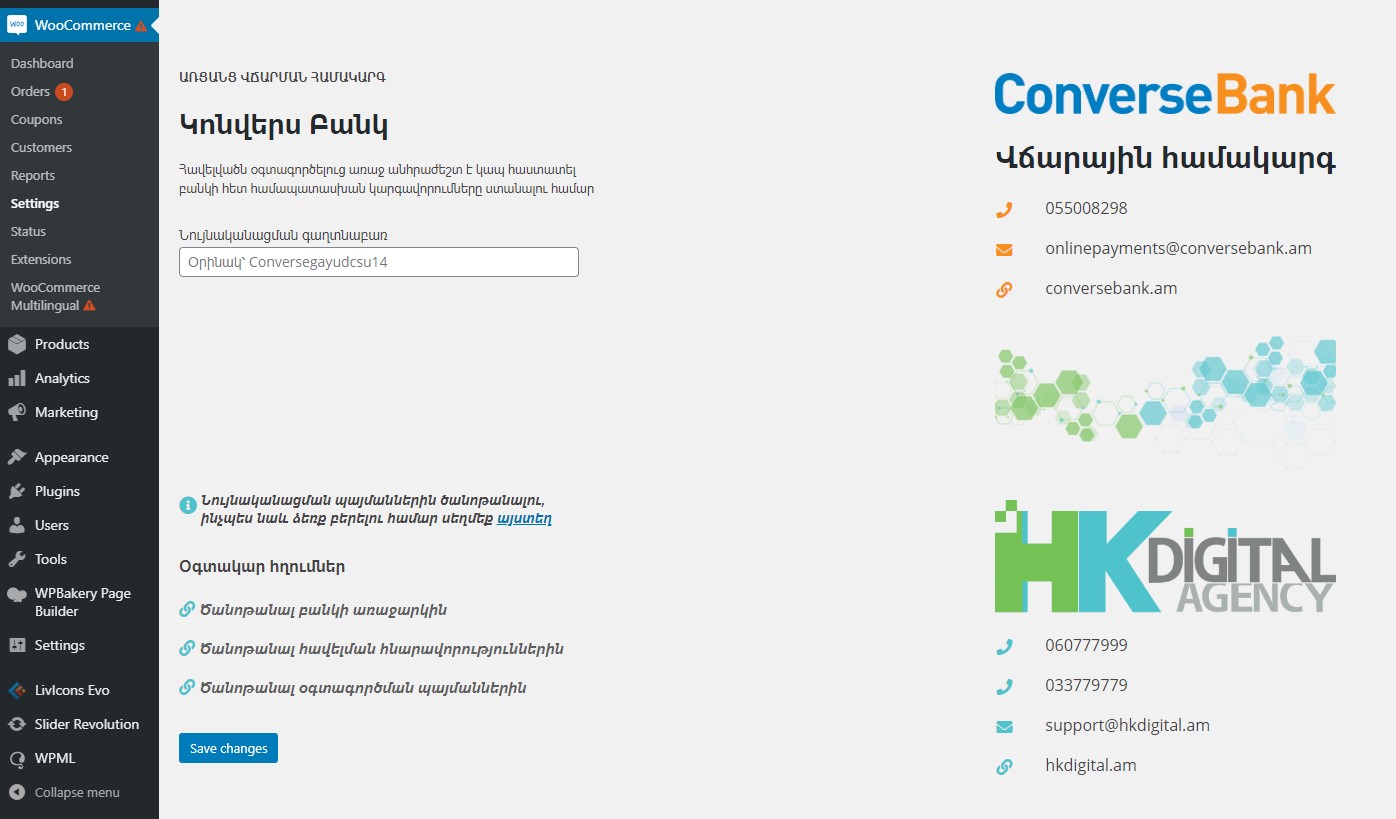 WooCommerce
Dashboard
Orders 1
Coupons
Customers
Reports
Settings
Status
Extensions
WooCommerce
Multilingual
Products
Analytics
Marketing
Appearance
Plugins
Users
Tools
WPBakery Page
Builder
Settings
LivIcons Evo
Slider Revolution
WPML
Collapse menu
ԱՌՑԱՆՑ ՎՃԱՐՄԱՆ ՀԱՄԱԿԱՐԳ
Կոնվերս Բանկ
Հավելվածն օգտագործելուց առաջ անհրաժեշտ է կապ հաստատել
բանկի հետ համապատասխան կարգավորումները ստանալու համար
Նույնականացման գաղտնաբառ
Օրինակ՝ Conversegayudcsu14
Նույնականացման պայմաններին ծանոթանալու,
ինչպես նաև ձեռք բերելու համար սեղմեք այստեղ
Օգտակար հղումներ
Ծանոթանալ բանկի առաջարկին
Ծանոթանալ հավելման հնարավորություններին
Ծանոթանալ օգտագործման պայմաններին
Save changes
ConverseBank
Վճարային համակարգ
055008298
onlinepayments@conversebank.am
conversebank.am
HK DIGITAL
AGENCY
060777999
033779779
support@hkdigital.am
hkdigital.am